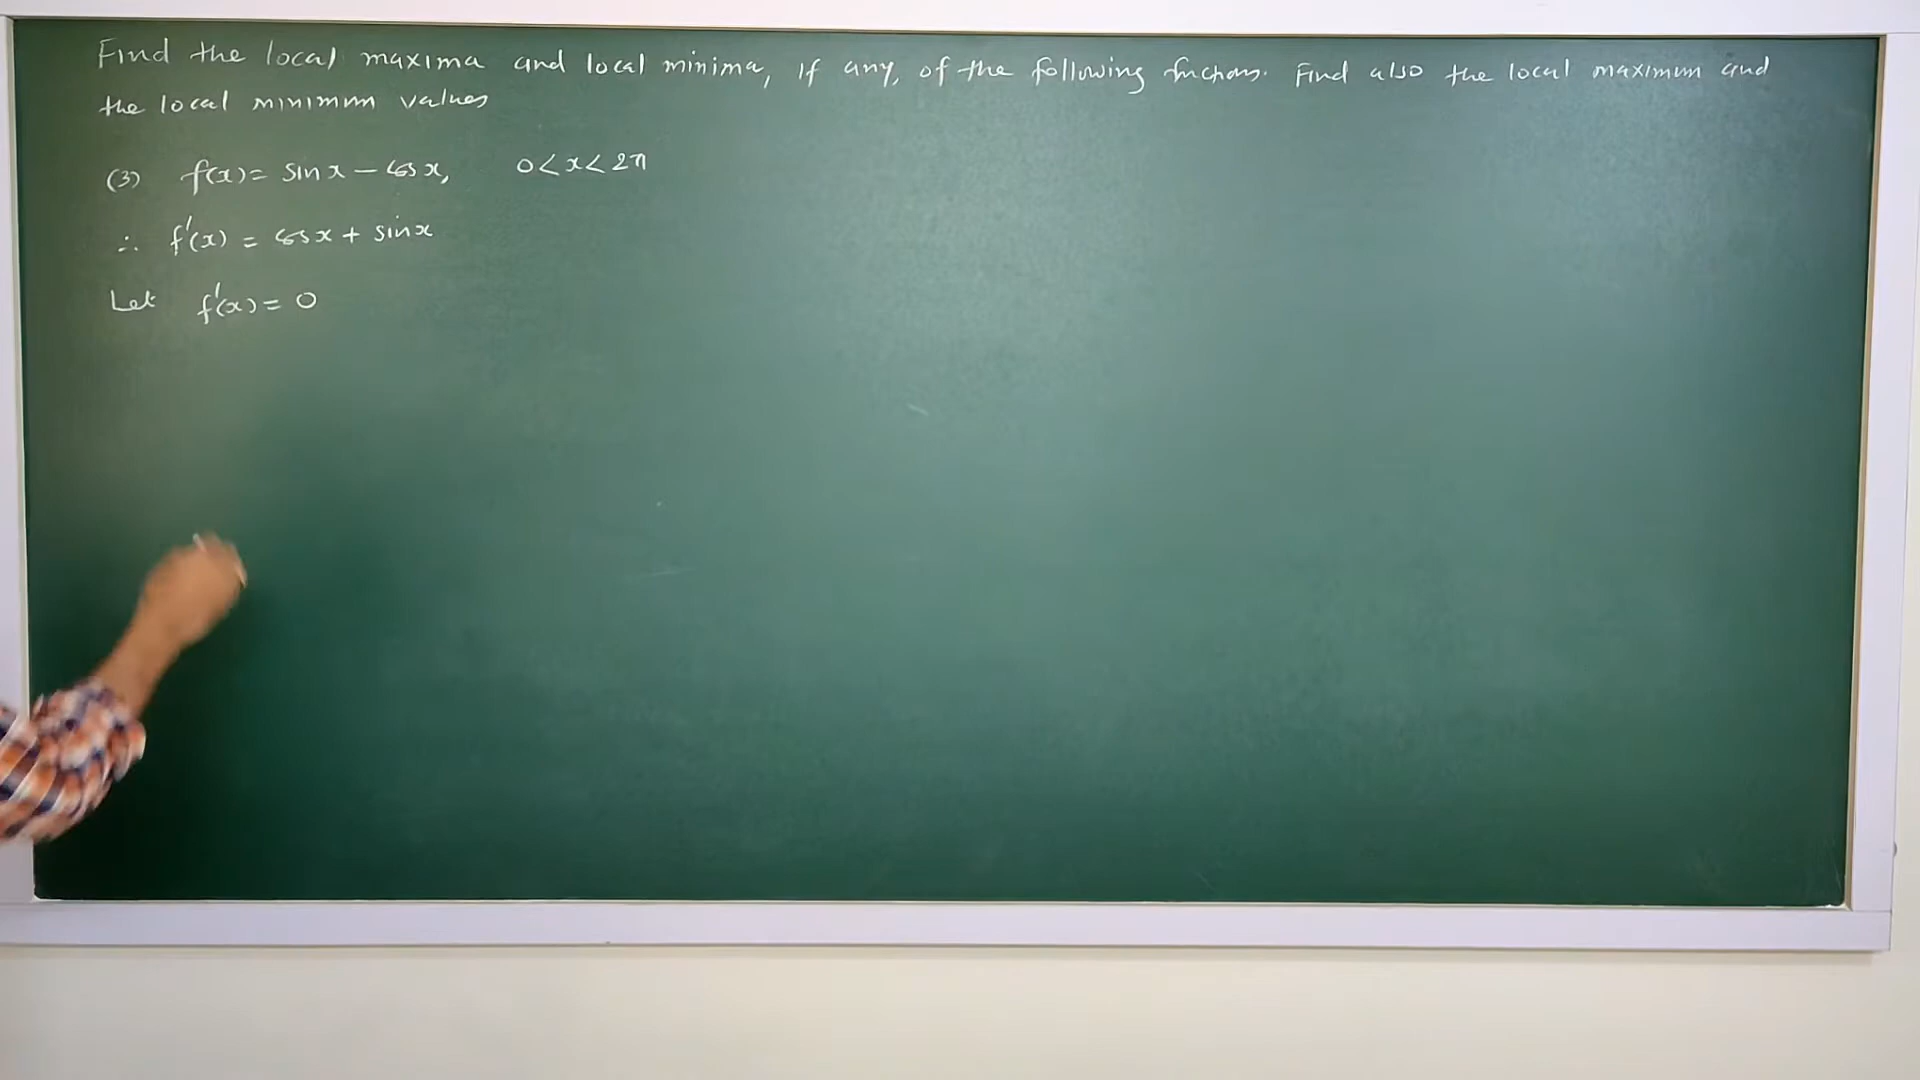 Find the local maxima and local minima, if any, of the following functions. Find also the local maximum and
the local minimum values
(3) f(x) = sin x − cos x, 0 < x < 2π
∴ f'(x) = cos x + sin x
Let f'(x) = 0